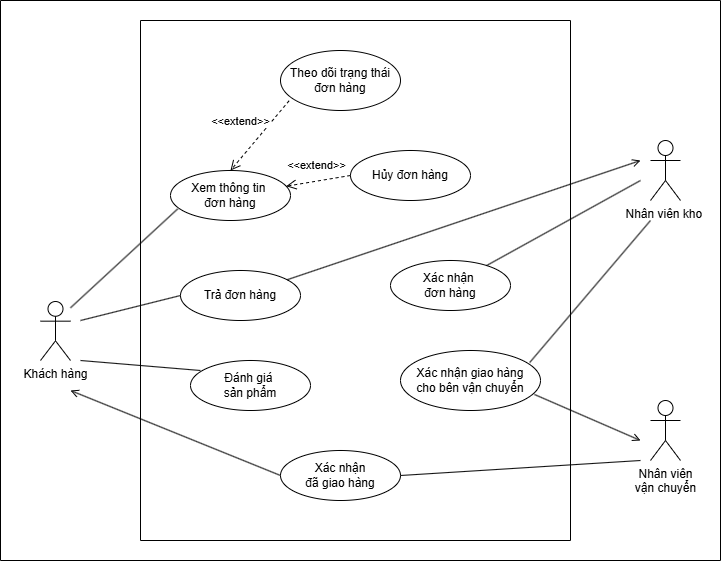 Theo dõi trạng thái
đơn hàng
<<extend>>
<<extend>>
Xem thông tin
đơn hàng
Hủy đơn hàng
Nhân viên kho
Trả đơn hàng
Xác nhận
đơn hàng
Khách hàng
Đánh giá
sản phẩm
Xác nhận giao hàng
cho bên vận chuyển
Xác nhận
đã giao hàng
Nhân viên
vận chuyển